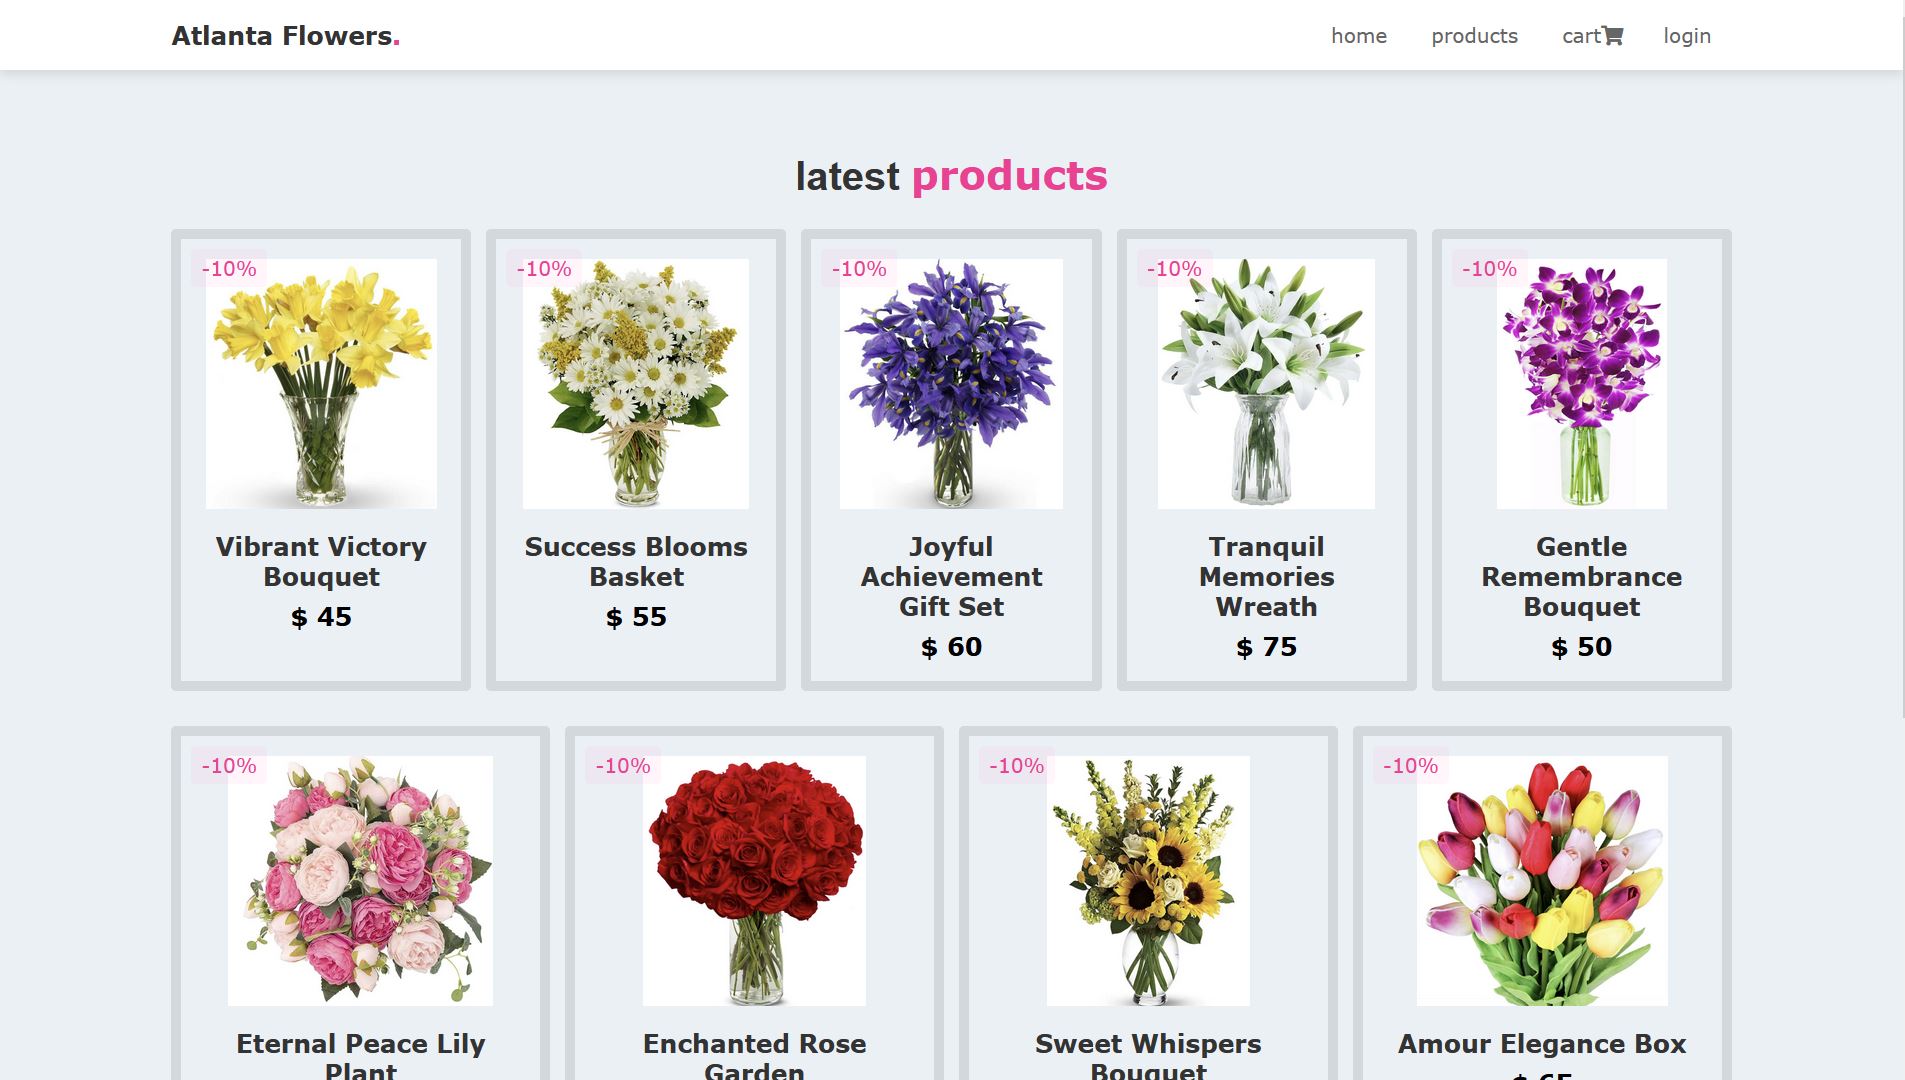 Atlanta Flowers.
home products cart login
latest products
-10%
-10%
-10%
-10%
-10%
Vibrant Victory
Bouquet
$ 45
Success Blooms
Basket
$ 55
Joyful
Achievement
Gift Set
$ 60
Tranquil
Memories
Wreath
$ 75
Gentle
Remembrance
Bouquet
$ 50
-10%
-10%
-10%
-10%
Eternal Peace Lily
Plant
Enchanted Rose
Garden
Sweet Whispers
Bouquet
Amour Elegance Box
$ 65